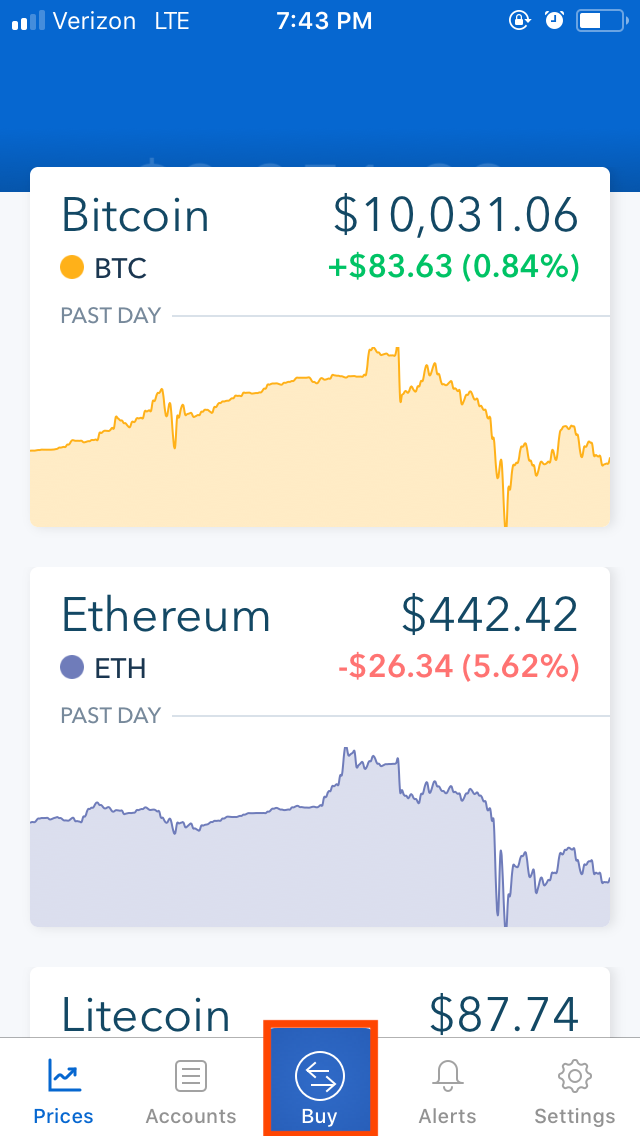 Verizon LTE 7:43 PM
Bitcoin $10,031.06
BTC +$83.63 (0.84%)
PAST DAY
Ethereum $442.42
ETH -$26.34 (5.62%)
PAST DAY
Litecoin $87.74
Prices Accounts Buy Alerts Settings